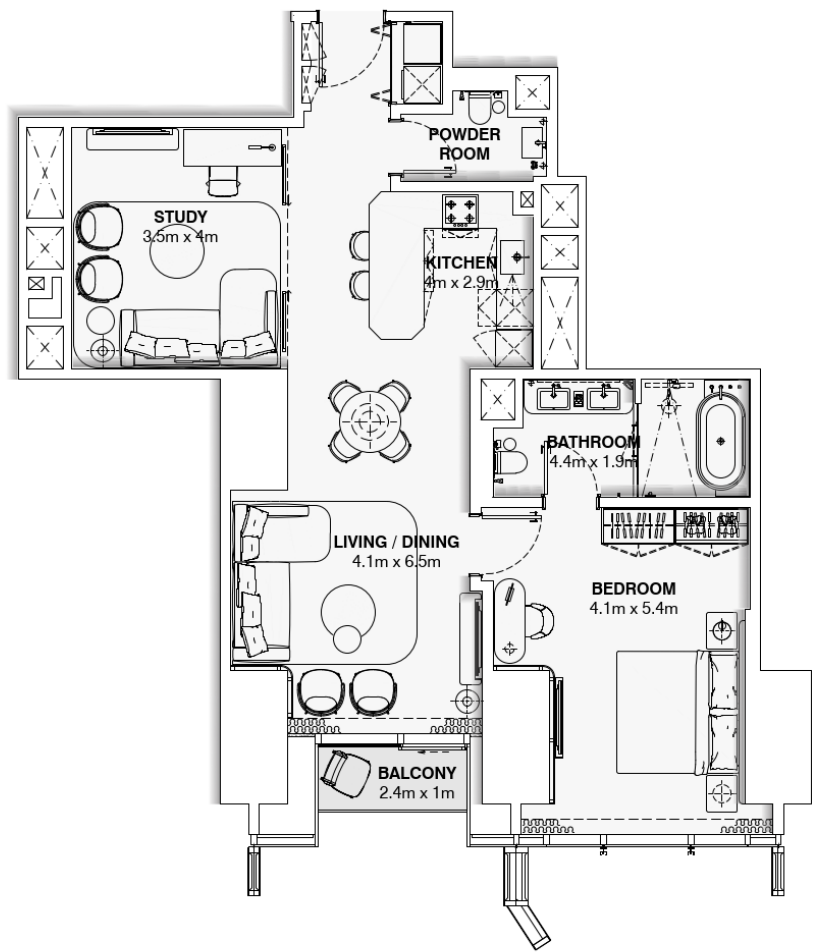 POWDER
ROOM
STUDY
3.5m x 4m
KITCHEN
4m x 2.9m
BATHROOM
4.4m x 1.9m
LIVING / DINING
4.1m x 6.5m
BEDROOM
4.1m x 5.4m
BALCONY
2.4m x 1m